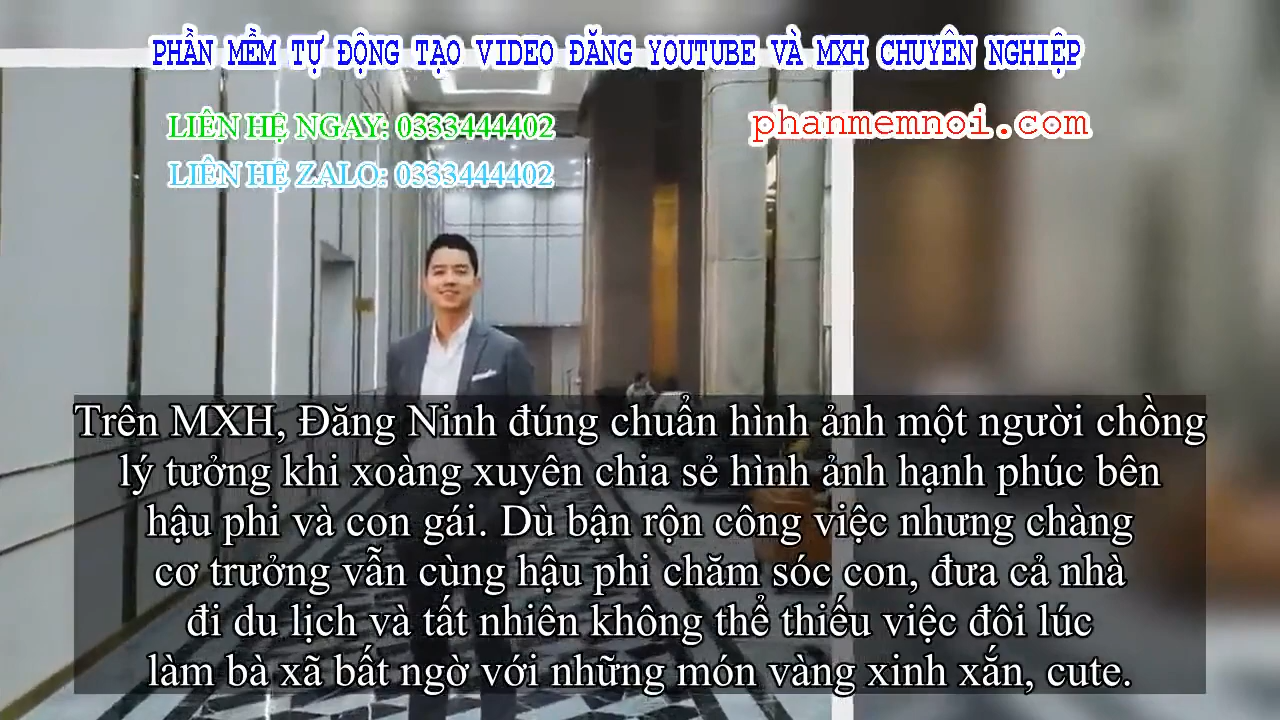 PHẦN MỀM TỰ ĐỘNG TẠO VIDEO ĐĂNG YOUTUBE VÀ MXH CHUYÊN NGHIỆP
LIÊN HỆ NGAY: 0333444402
phanmemnoi.com
LIÊN HỆ ZALO: 0333444402
Trên MXH, Đăng Ninh đúng chuẩn hình ảnh một người chồng
lý tưởng khi xoàng xuyên chia sẻ hình ảnh hạnh phúc bên
hậu phi và con gái. Dù bận rộn công việc nhưng chàng
cơ trưởng vẫn cùng hậu phi chăm sóc con, đưa cả nhà
đi du lịch và tất nhiên không thể thiếu việc đôi lúc
làm bà xã bất ngờ với những món vàng xinh xắn, cute.